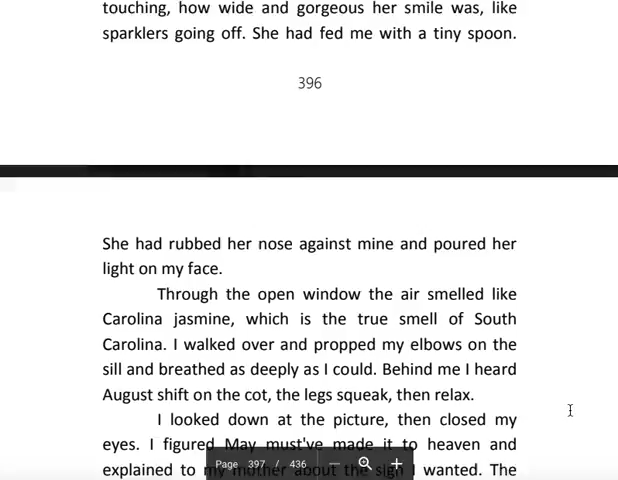 touching, how wide and gorgeous her smile was, like
sparklers going off. She had fed me with a tiny spoon.
396
She had rubbed her nose against mine and poured her
light on my face.
Through the open window the air smelled like
Carolina jasmine, which is the true smell of South
Carolina. I walked over and propped my elbows on the
sill and breathed as deeply as I could. Behind me I heard
August shift on the cot, the legs squeak, then relax.
I looked down at the picture, then closed my
eyes. I figured May must've made it to heaven and
explained to my mother about the sign I wanted. The
Page 397 / 436